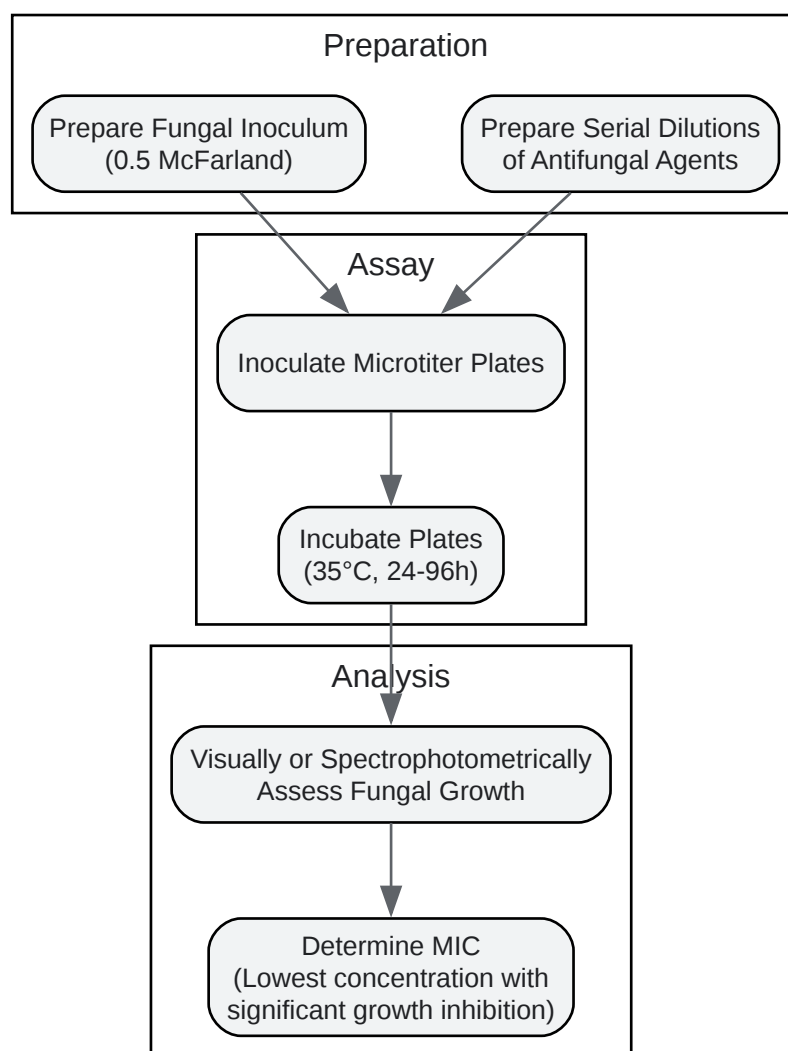 Preparation
Prepare Fungal Inoculum
(0.5 McFarland)
Prepare Serial Dilutions
of Antifungal Agents
Assay
Inoculate Microtiter Plates
Incubate Plates
(35°C, 24-96h)
Analysis
Visually or Spectrophotometrically
Assess Fungal Growth
Determine MIC
(Lowest concentration with
significant growth inhibition)